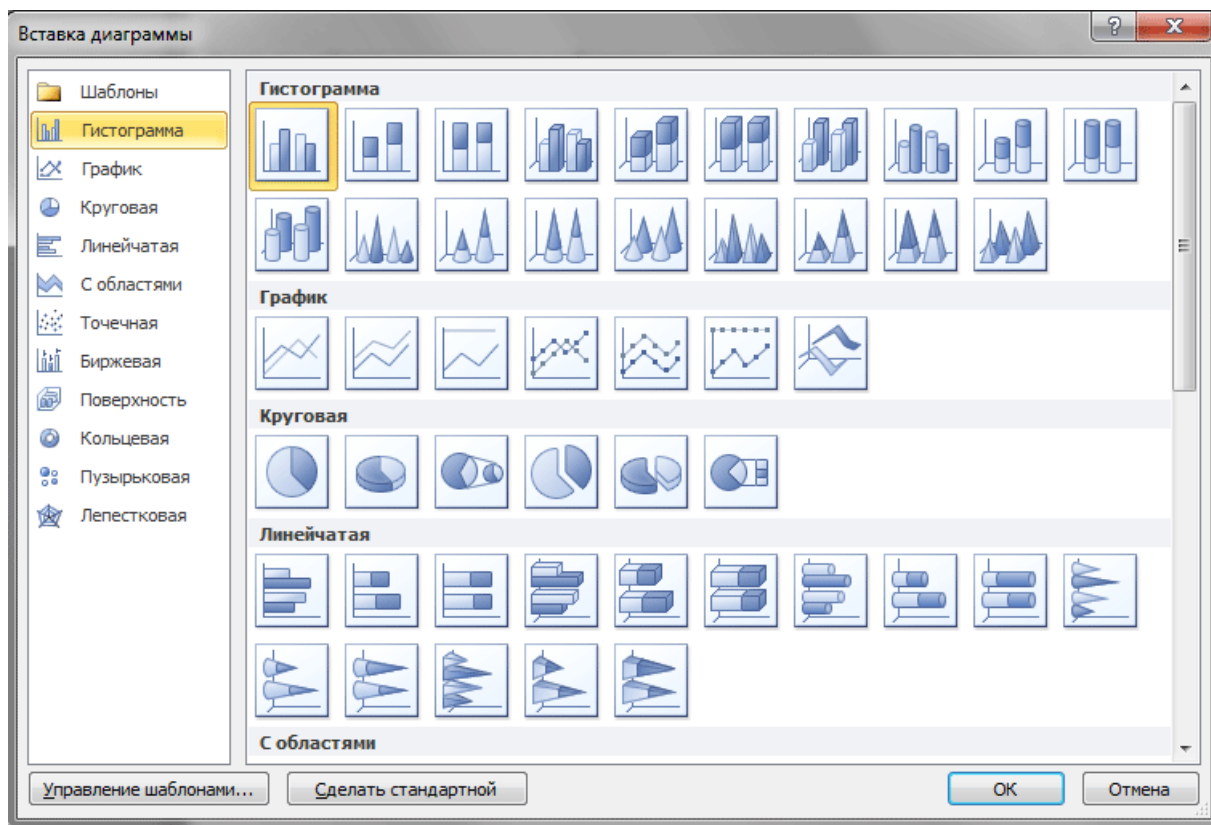 Вставка диаграммы
Шаблоны
Гистограмма
График
Круговая
Линейчатая
С областями
Точечная
Биржевая
Поверхность
Кольцевая
Пузырьковая
Лепестковая
Гистограмма
График
Круговая
Линейчатая
С областями
Управление шаблонами...
Сделать стандартной
ОК
Отмена